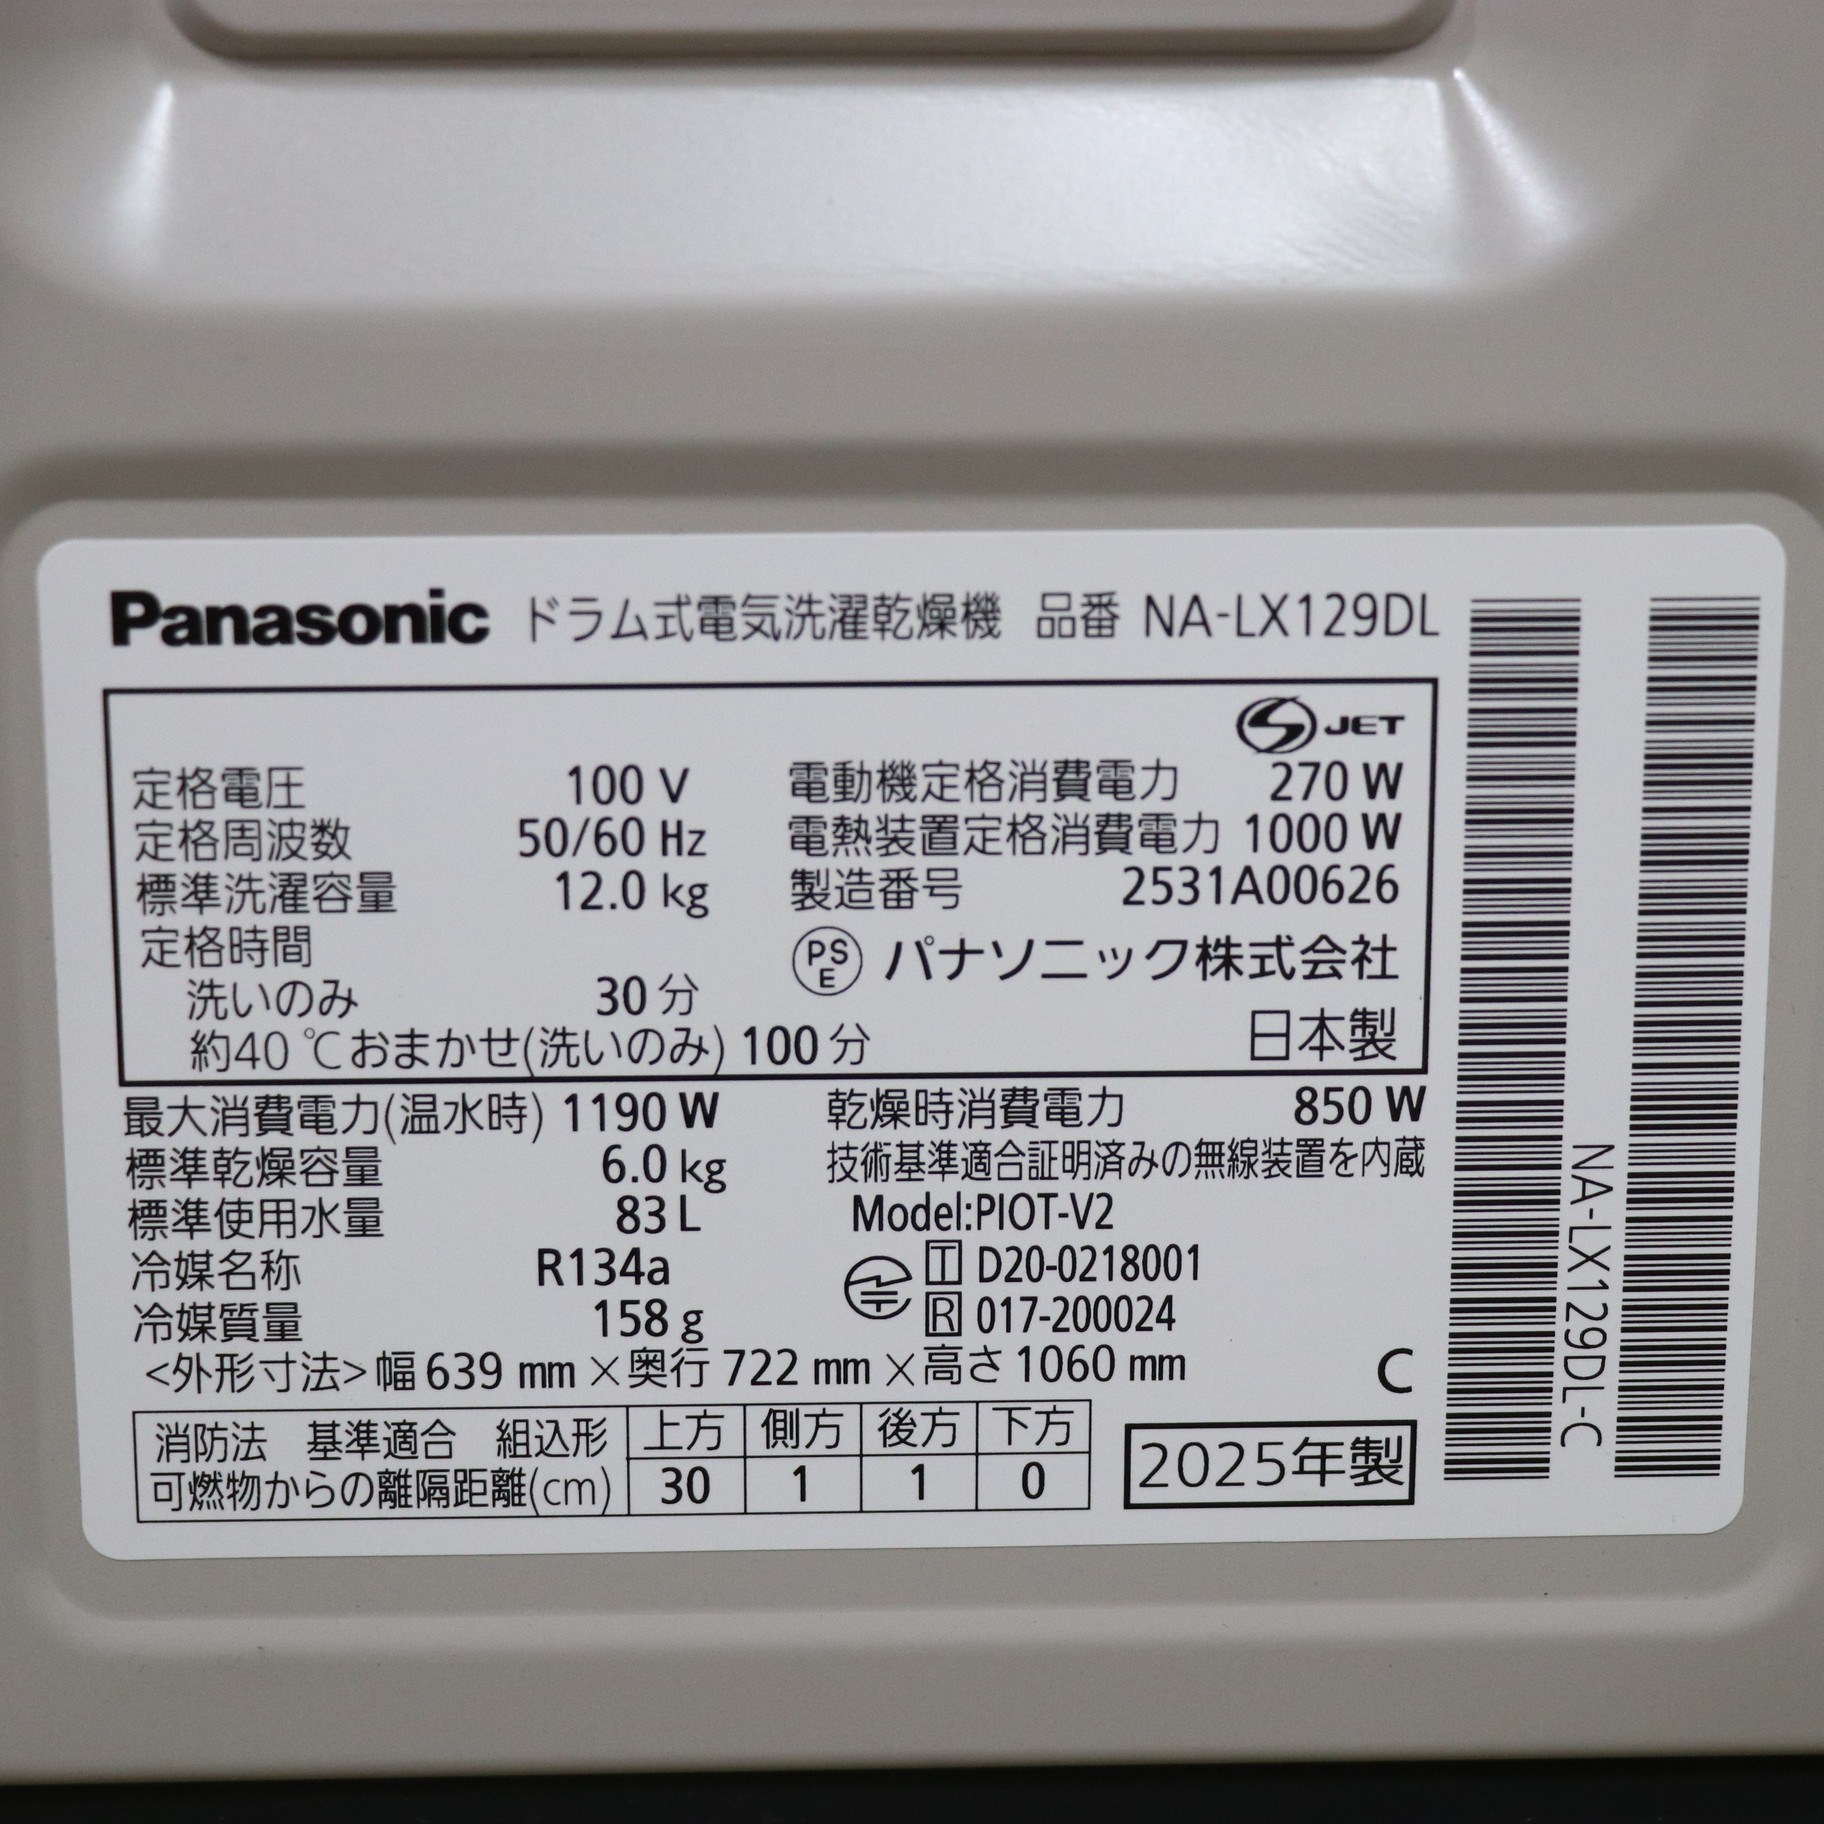 Panasonic ドラム式電気洗濯乾燥機 品番 NA-LX129DL
JET
定格電圧 100 V 電動機定格消費電力 270 W
定格周波数 50/60 Hz 電熱装置定格消費電力 1000 W
標準洗濯容量 12.0 kg 製造番号 2531A00626
定格時間
PSE パナソニック株式会社
洗いのみ 30 分
日本製
約40℃おまかせ(洗いのみ) 100 分
最大消費電力(温水時) 1190 W 乾燥時消費電力 850 W
標準乾燥容量 6.0 kg 技術基準適合証明済みの無線装置を内蔵
標準使用水量 83 L Model:PIOT-V2
冷媒名称 R134a T D20-0218001
冷媒質量 158 g R 017-200024
<外形寸法>幅 639 mm×奥行 722 mm×高さ 1060 mm C
消防法 基準適合 組込形 上方 側方 後方 下方
可燃物からの離隔距離(cm) 30 1 1 0
2025年製
NA-LX129DL-C